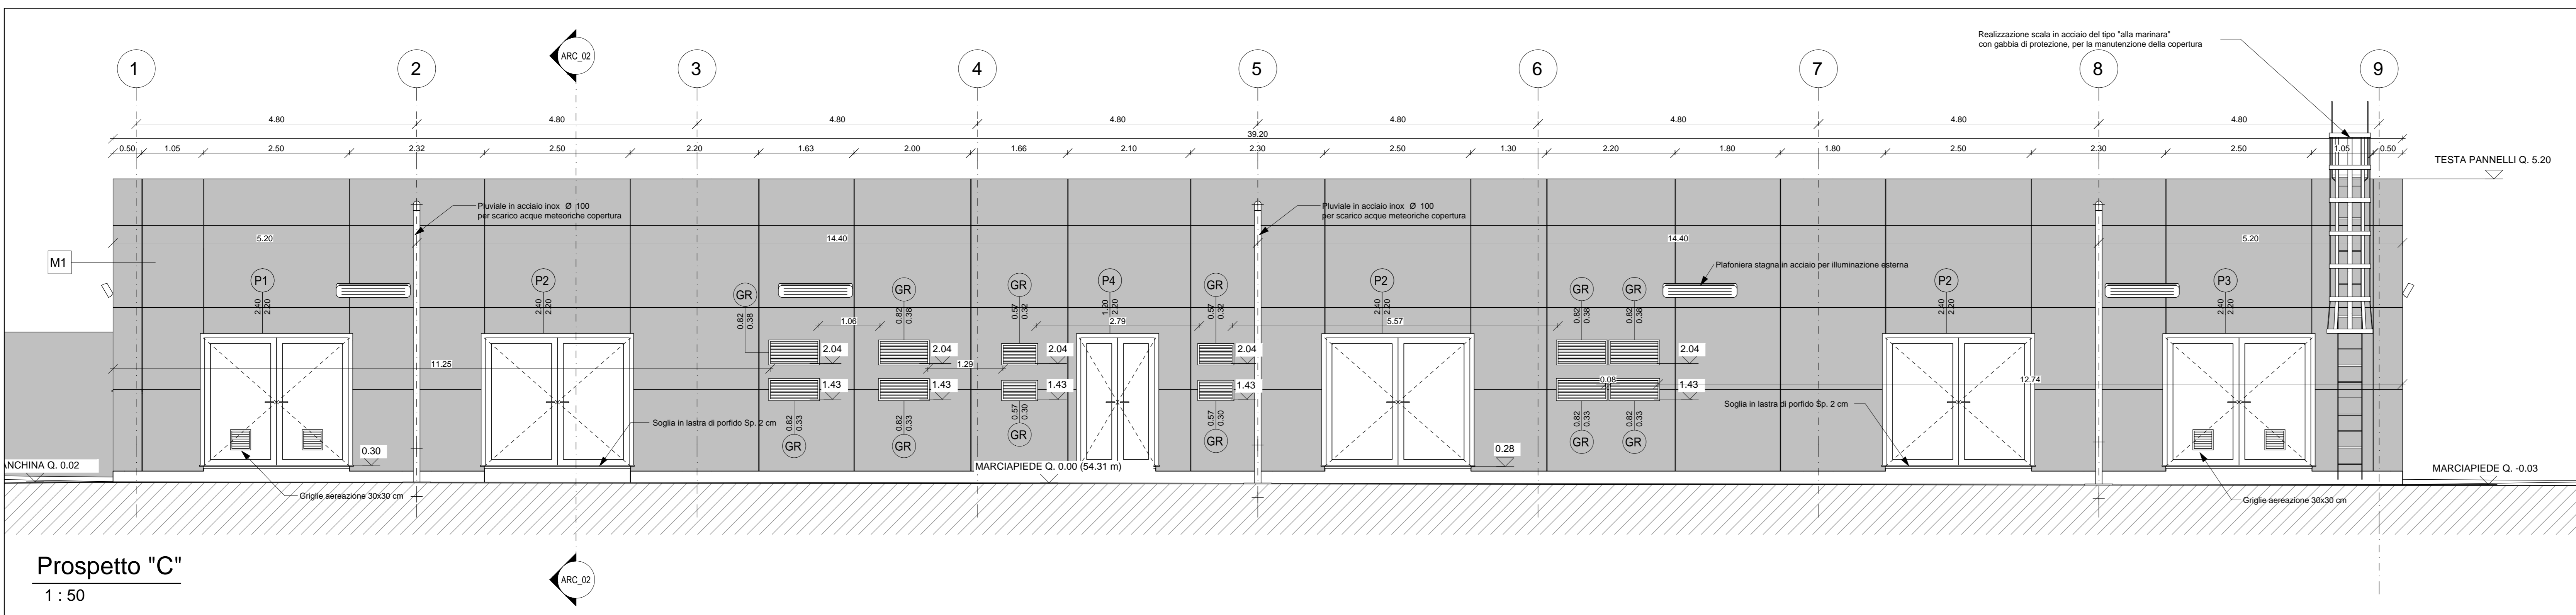 Realizzazione scala in acciaio del tipo "alla marinara"
con gabbia di protezione, per la manutenzione della copertura
ARC_02
1 2 3 4 5 6 7 8 9
4.80 4.80 4.80 4.80 4.80 4.80 4.80 4.80
39.20
0.50 1.05 2.50 2.32 2.50 2.20 1.63 2.00 1.66 2.10 2.30 2.50 1.30 2.20 1.80 1.80 2.50 2.30 2.50 1.05 0.50
TESTA PANNELLI Q. 5.20
Pluviale in acciaio inox Ø 100
per scarico acque meteoriche copertura
Pluviale in acciaio inox Ø 100
per scarico acque meteoriche copertura
5.20 14.40 14.40 5.20
M1
Plafoniera stagna in acciaio per illuminazione esterna
P1 P2 GR GR GR P4 GR P2 GR GR P2 P3
2.40 2.40 0.82 0.82 0.57 1.20 0.57 2.40 0.82 0.82 2.40 2.40
2.20 2.20 0.38 0.38 0.32 2.20 0.32 2.20 0.38 0.38 2.20 2.20
1.06 2.79 5.57
2.04 2.04 2.04 2.04 2.04
11.25 1.29
0.08 12.74
1.43 1.43 1.43 1.43 1.43
0.82 0.82 0.57 0.57 0.82 0.82
0.33 0.33 0.30 0.30 0.33 0.33
GR GR GR GR GR GR
Soglia in lastra di porfido Sp. 2 cm
Soglia in lastra di porfido Sp. 2 cm
0.30
0.28
ANCHINA Q. 0.02
MARCIAPIEDE Q. 0.00 (54.31 m)
MARCIAPIEDE Q. -0.03
Griglie aereazione 30x30 cm
Griglie aereazione 30x30 cm
Prospetto "C"
1 : 50
ARC_02